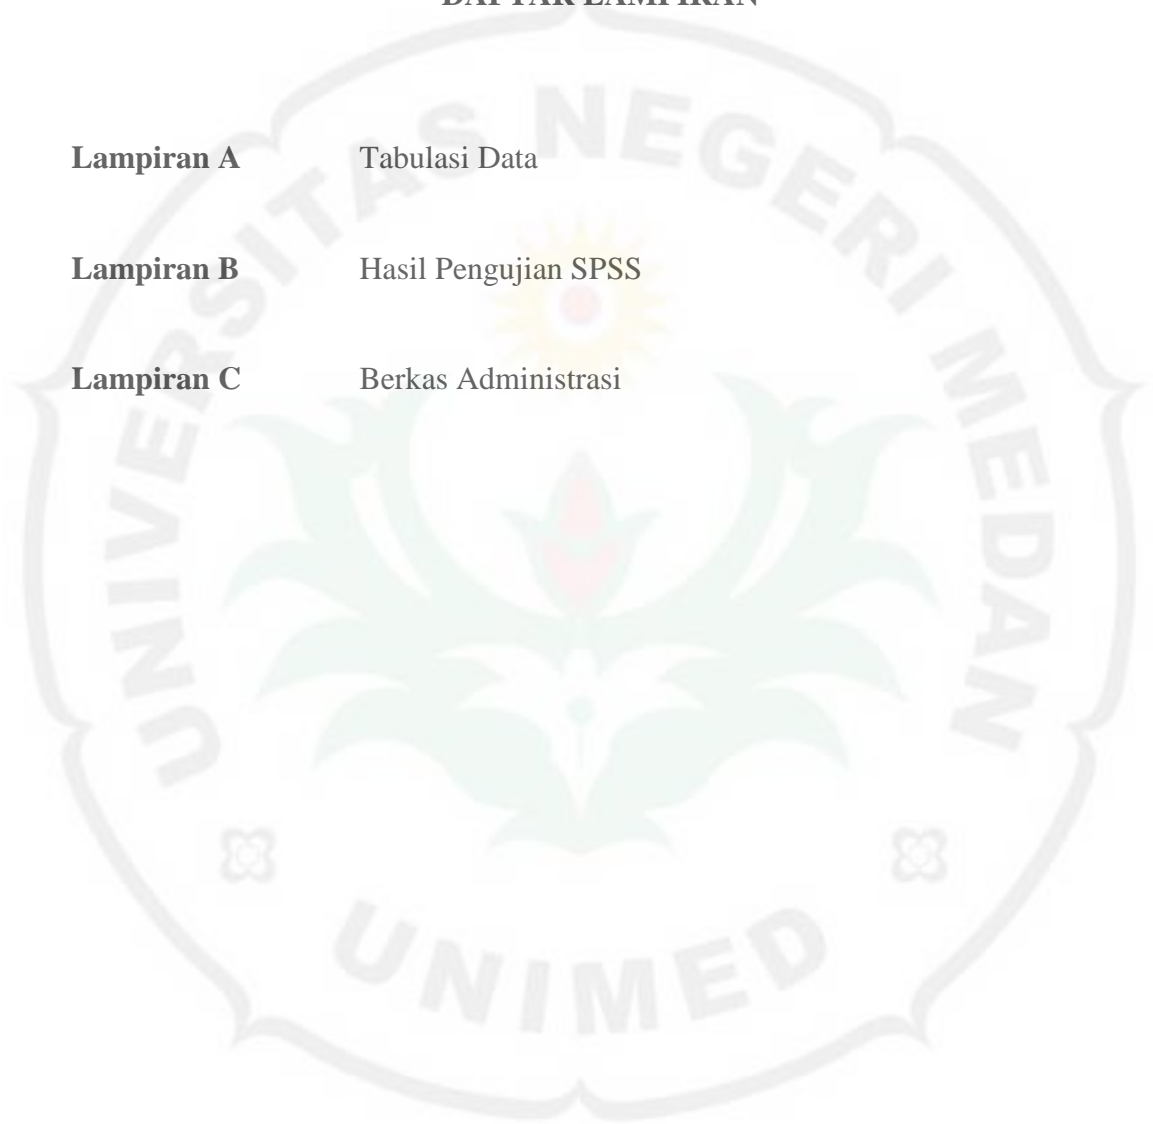 DAFTAR LAMPIRAN
Lampiran A Tabulasi Data
Lampiran B Hasil Pengujian SPSS
Lampiran C Berkas Administrasi
UNIVERSITAS NEGERI MEDAN
UNIMED